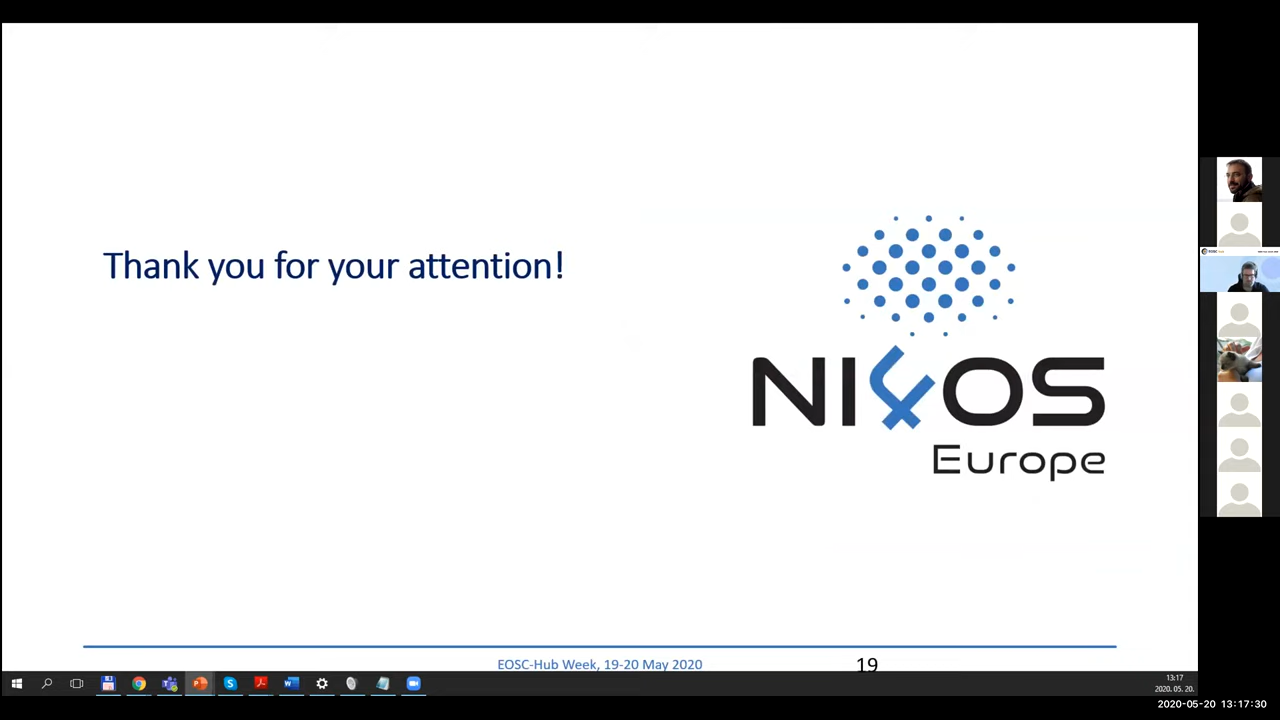 Thank you for your attention!
NI4OS
Europe
EOSC-Hub Week, 19-20 May 2020
19
13:17
2020. 05. 20.
2020-05-20 13:17:30